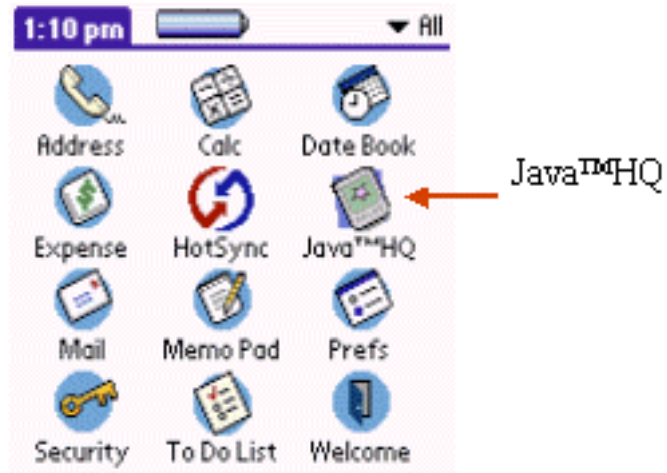 1:10 pm All
Address Calc Date Book
Java™HQ
Expense HotSync Java™HQ
Mail Memo Pad Prefs
Security To Do List Welcome